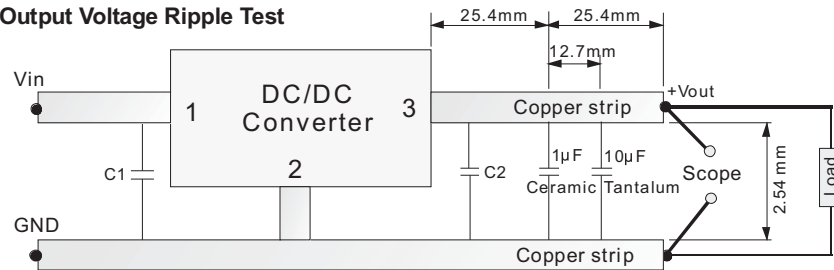 Output Voltage Ripple Test
25.4mm 25.4mm
12.7mm
Vin
+Vout
1 DC/DC 3 Copper strip
Converter
2
C1 C2 1μF 10μF Scope
Ceramic Tantalum
2.54 mm
Load
GND
Copper strip